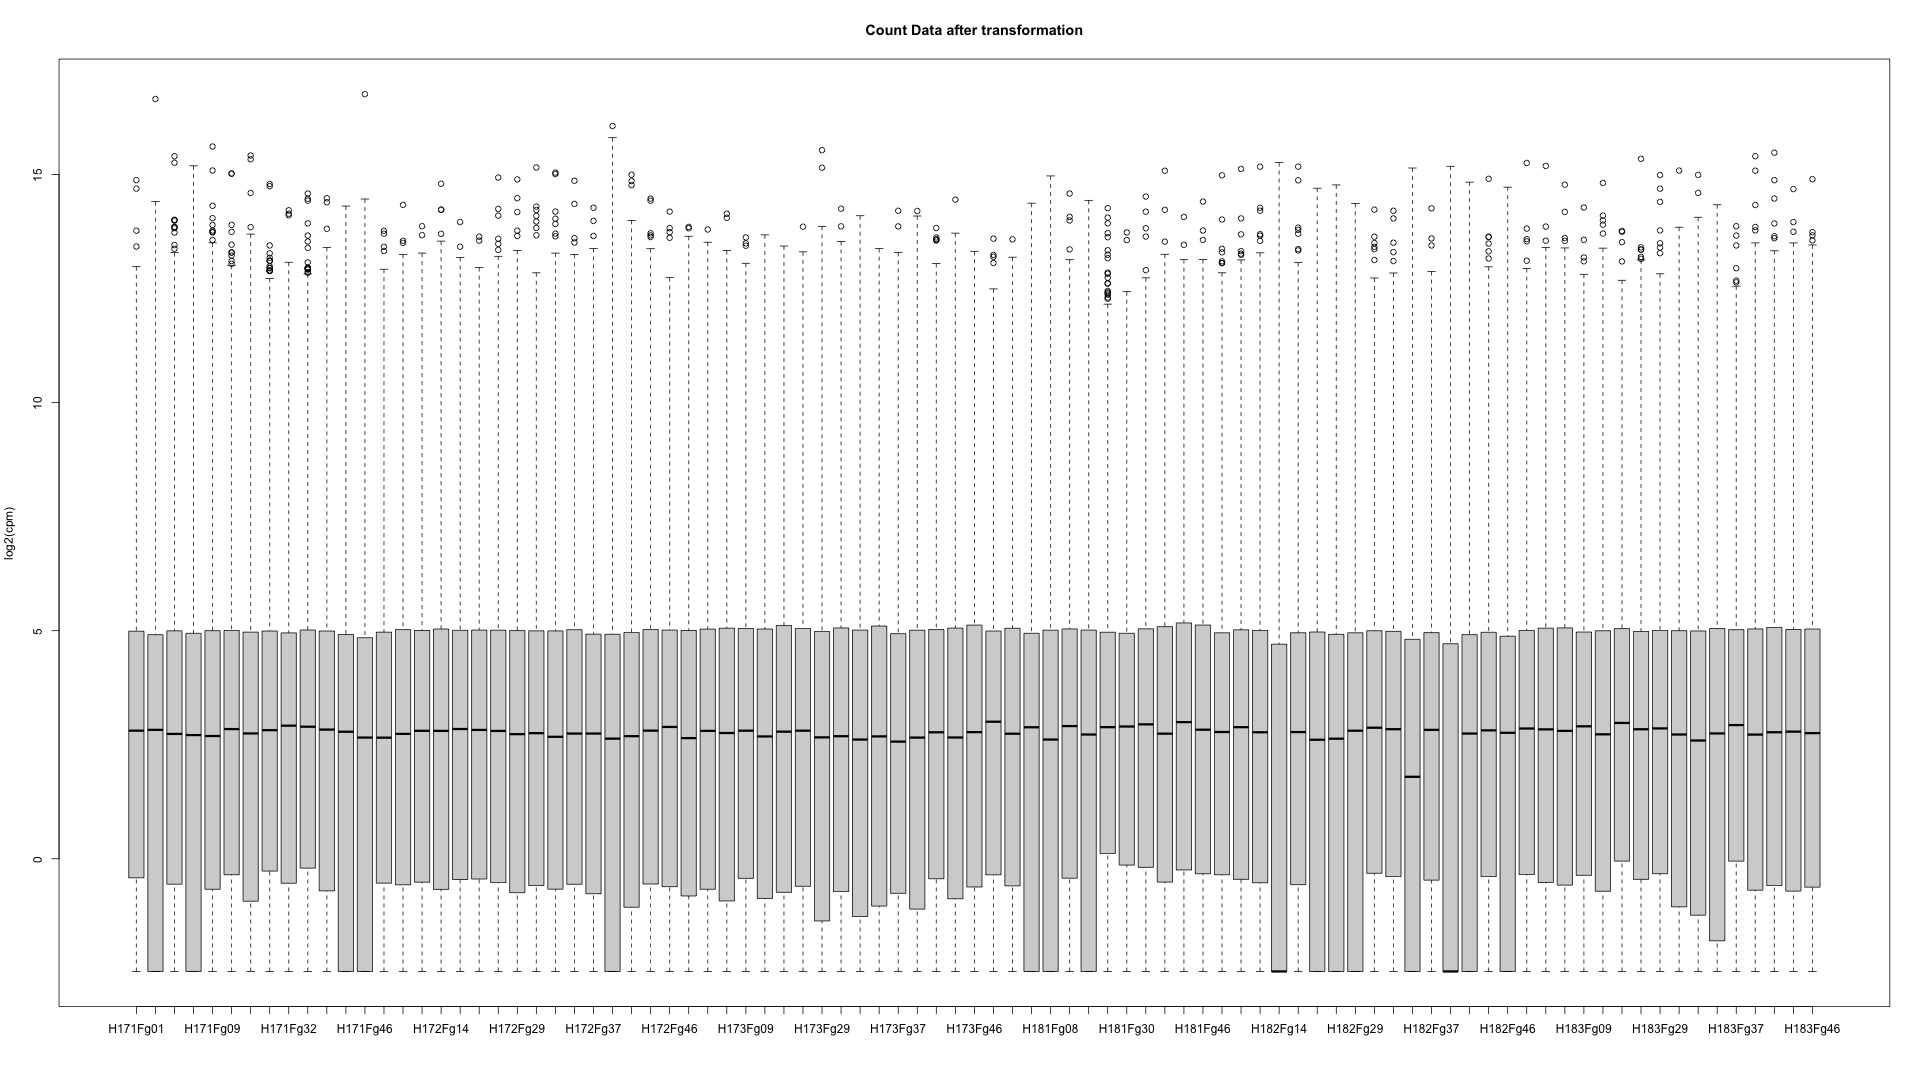 Count Data after transformation
15
10
5
0
log2(cpm)
H171Fg01 H171Fg09 H171Fg32 H171Fg46 H172Fg14 H172Fg29 H172Fg37 H172Fg46 H173Fg09 H173Fg29 H173Fg37 H173Fg46 H181Fg08 H181Fg30 H181Fg46 H182Fg14 H182Fg29 H182Fg37 H182Fg46 H183Fg09 H183Fg29 H183Fg37 H183Fg46